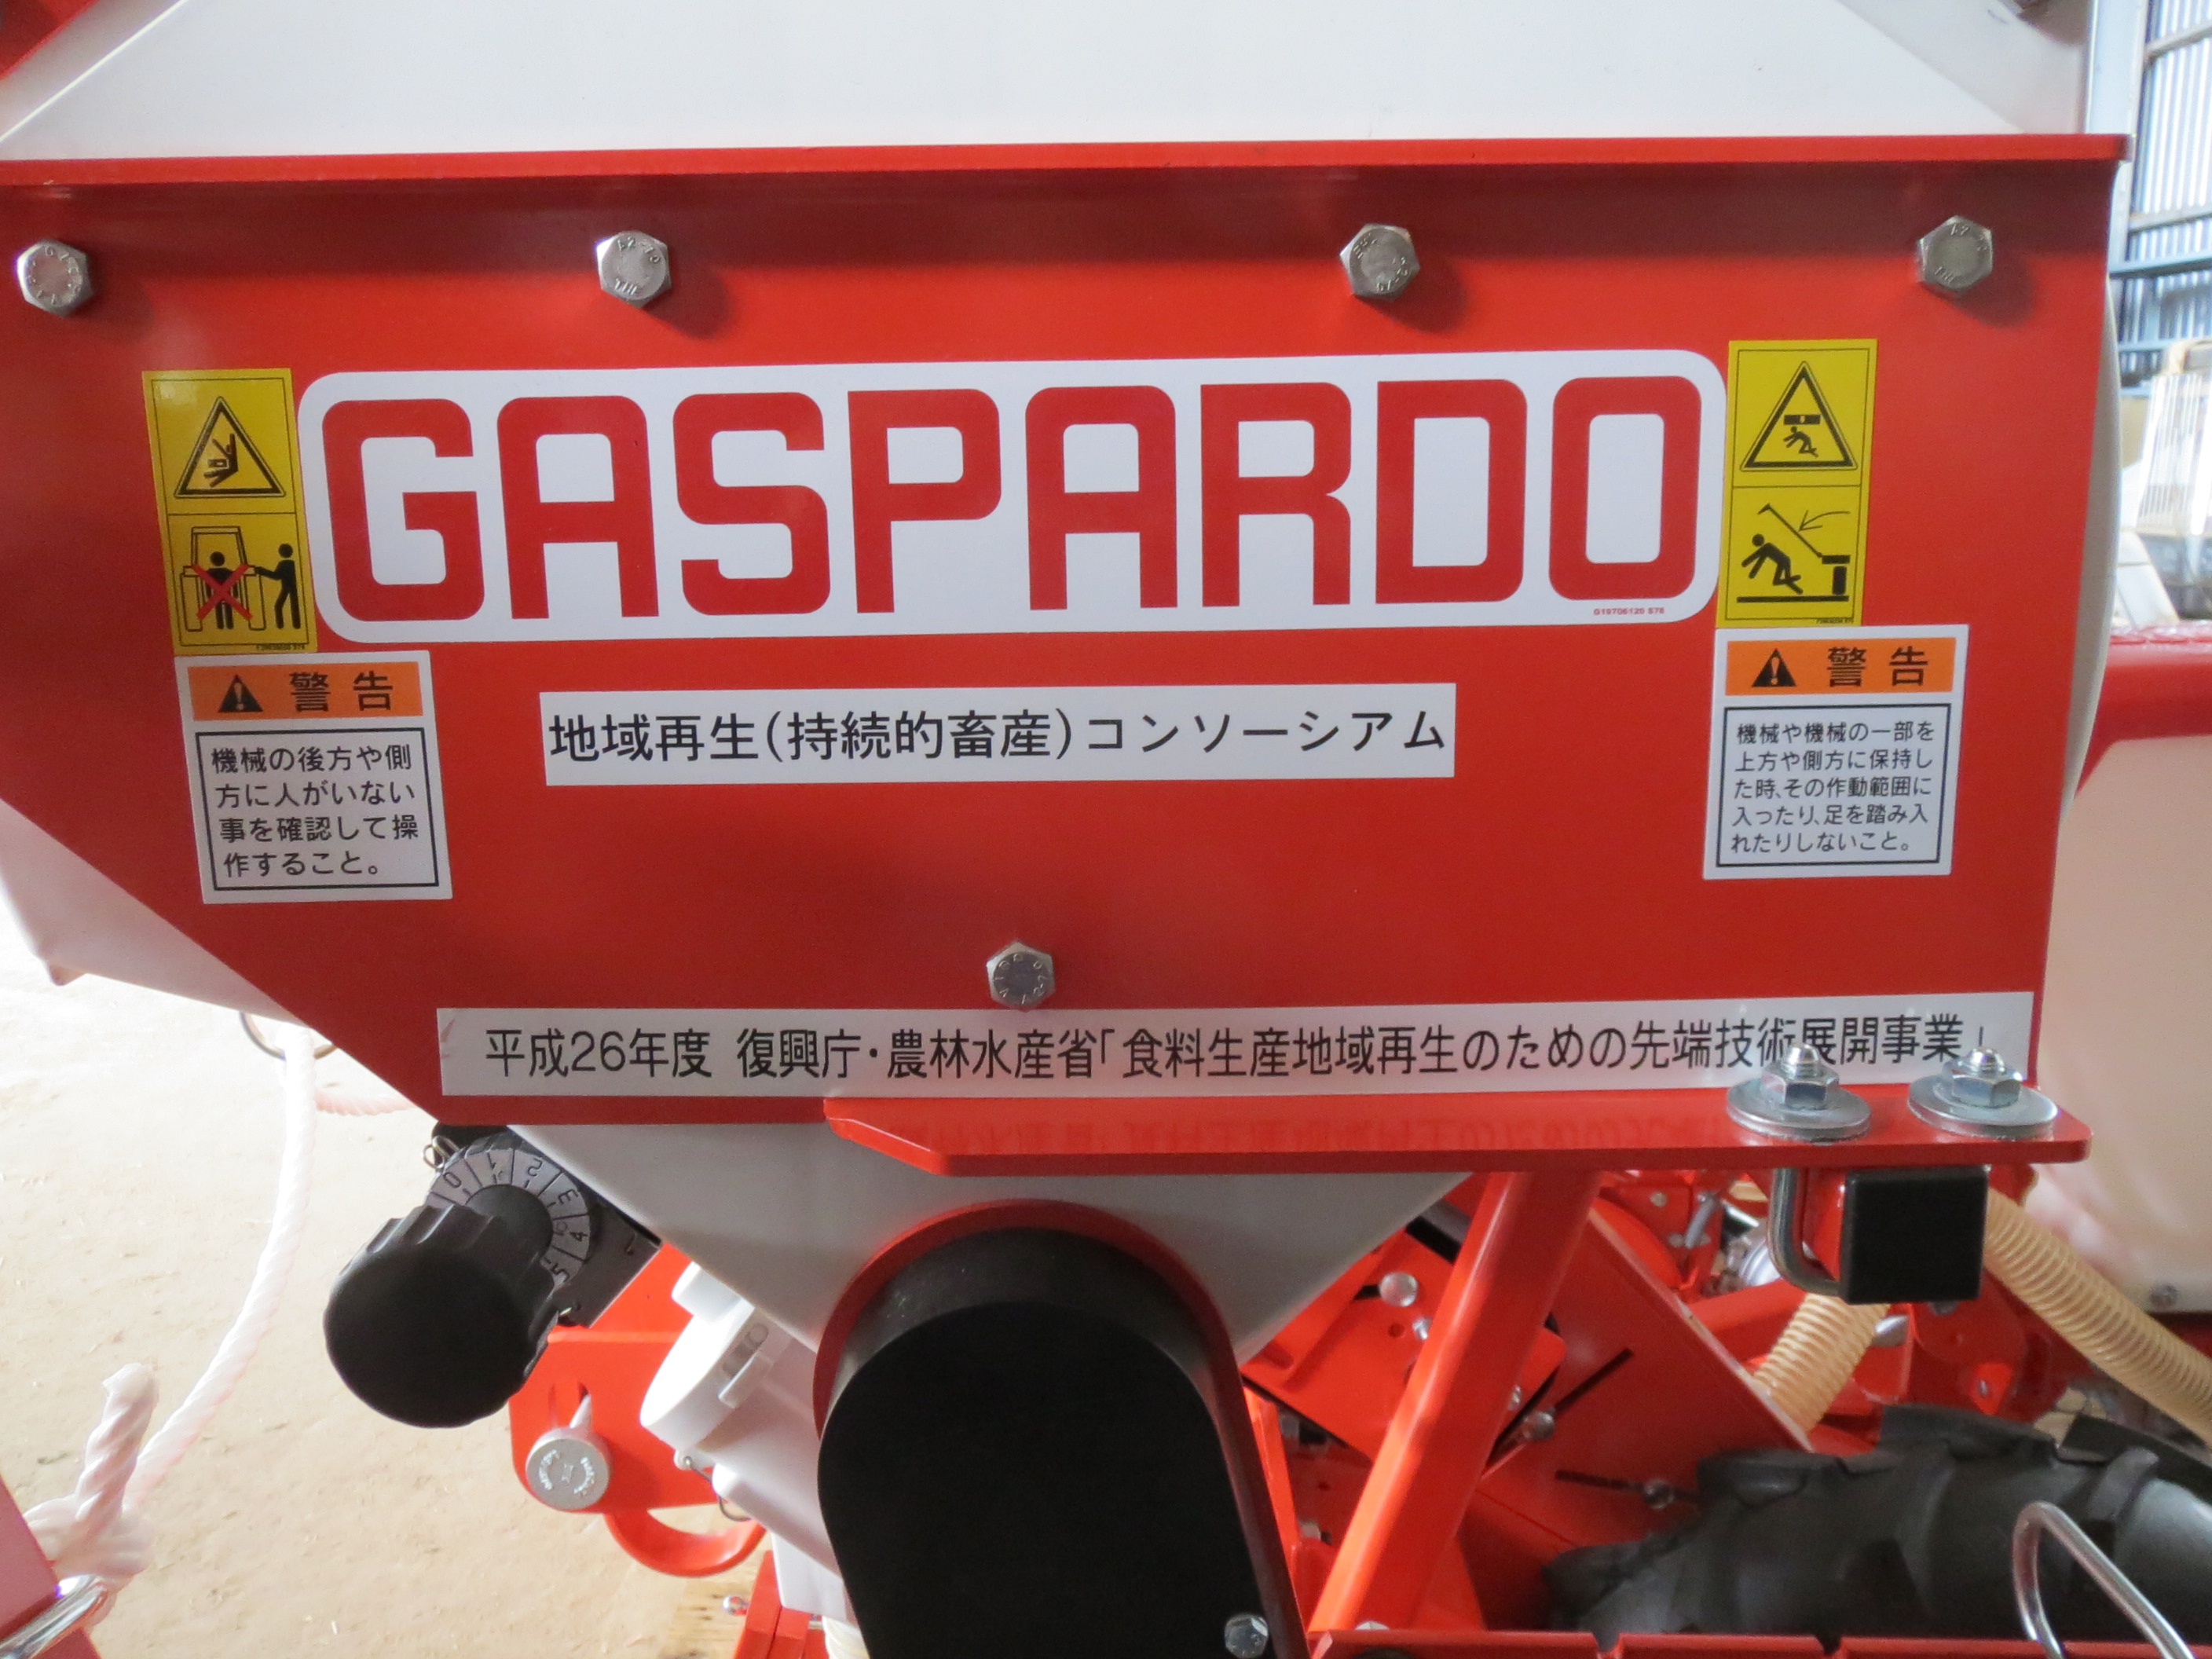 GASPARDO
警告
機械の後方や側
方に人がいない
事を確認して操
作すること。
地域再生(持続的畜産)コンソーシアム
警告
機械や機械の一部を
上方や側方に保持し
た時、その作動範囲に
入ったり、足を踏み入
れたりしないこと。
平成26年度 復興庁・農林水産省「食料生産地域再生のための先端技術展開事業」
0 1 2 3 4 5